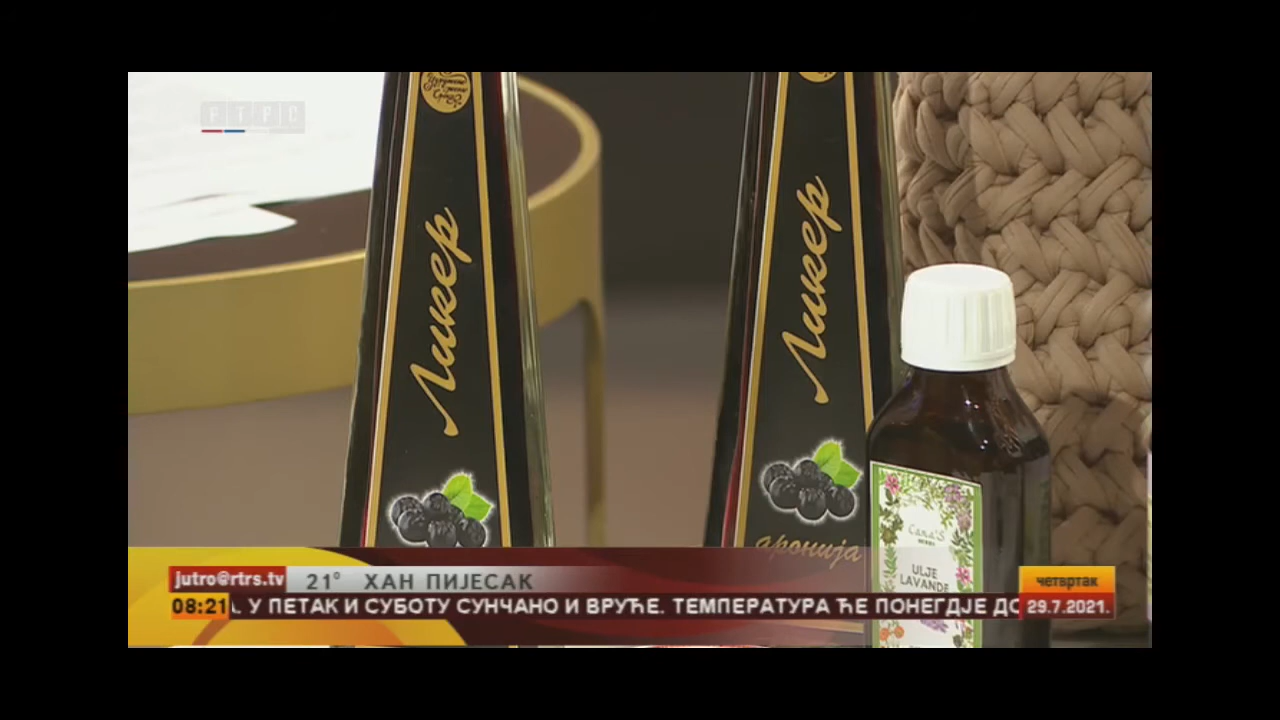 РТРС
Ликер
Ликер
аронија
cana's
ULJE
LAVANDE
jutro@rtrs.tv
21° ХАН ПИЈЕСАК
четвртак
08:21
. У ПЕТАК И СУБОТУ СУНЧАНО И ВРУЋЕ. ТЕМПЕРАТУРА ЋЕ ПОНЕГДЈЕ ДО
29.7.2021.